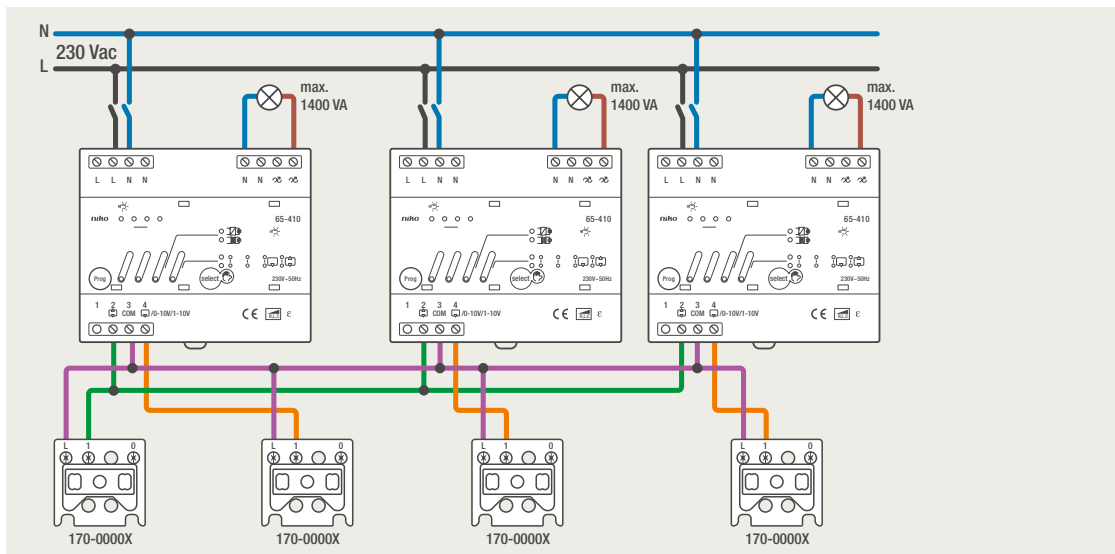 N
230 Vac
L
max.
1400 VA
max.
1400 VA
max.
1400 VA
L L N N
N N
L L N N
N N
L L N N
N N
niko
65-410
niko
65-410
niko
65-410
Prog
select
230V~50Hz
Prog
select
230V~50Hz
Prog
select
230V~50Hz
1 2 3 4
COM /0-10V/1-10V
CE R,L,C ε
1 2 3 4
COM /0-10V/1-10V
CE R,L,C ε
1 2 3 4
COM /0-10V/1-10V
CE R,L,C ε
L 1 0
L 1 0
L 1 0
L 1 0
170-0000X
170-0000X
170-0000X
170-0000X